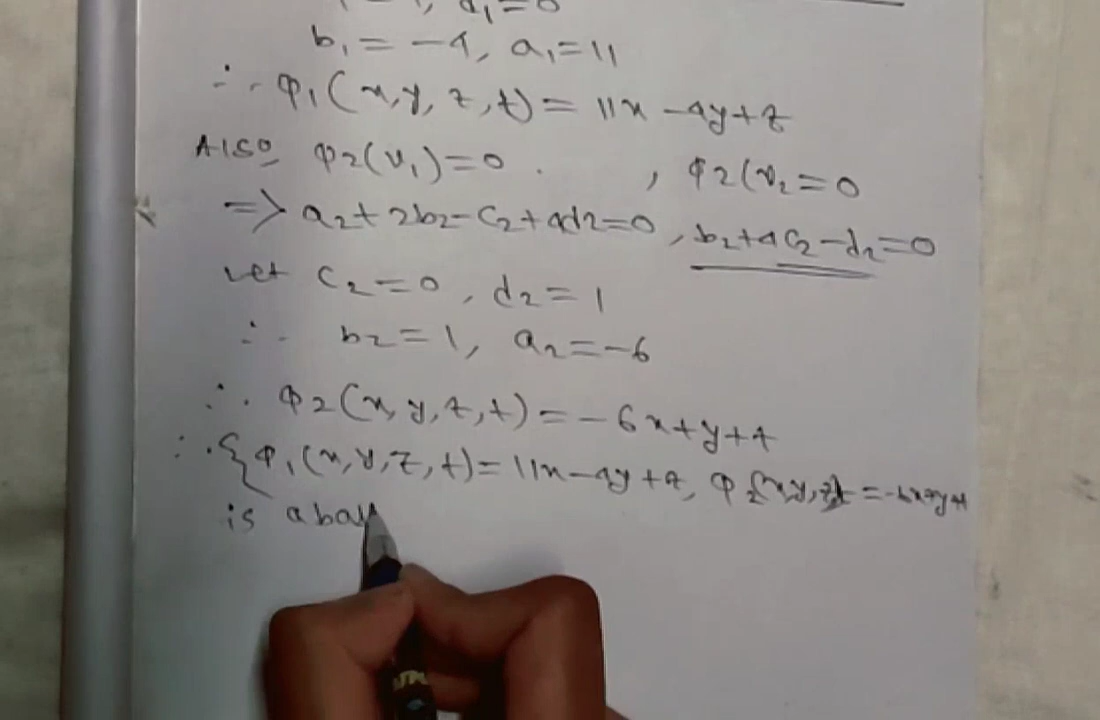 a₁=0
b₁ = -4, a₁=11
∴ φ₁(x,y,z,t) = 11x - 4y + z
Also, φ2(v₁)=0 . , φ2(v₂=0
=> a₂+2b₂-c₂+4d2=0, b₂+4c₂-d₂=0
Let c₂=0, d₂=1
∴ b₂=1, a₂=-6
∴ φ2(x,y,z,t) = -6x+y+t
∴ {φ₁(x,y,z,t)=11x-4y+z, φ₂(x,y,z,t =-6x+y+t
is a bas